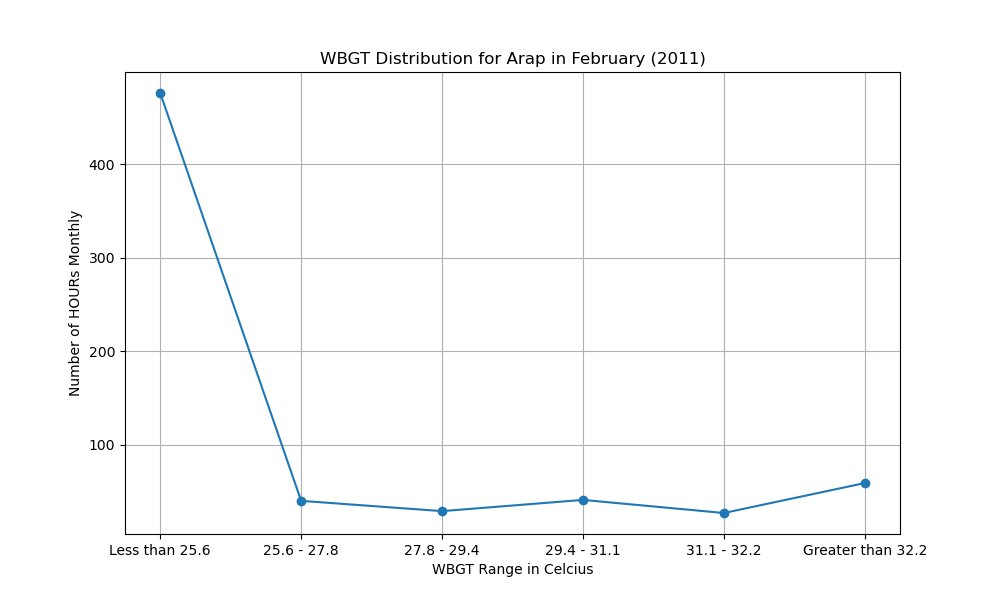 WBGT Distribution for Arap in February (2011)
Number of HOURs Monthly
400
300
200
100
Less than 25.6
25.6 - 27.8
27.8 - 29.4
29.4 - 31.1
31.1 - 32.2
Greater than 32.2
WBGT Range in Celcius